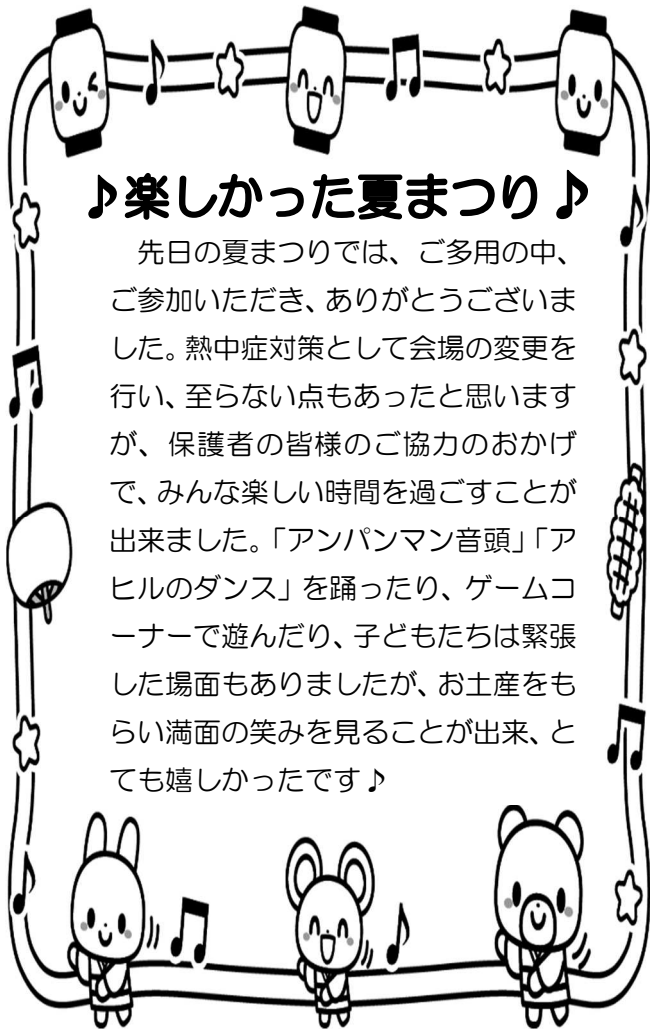 ♪楽しかった夏まつり♪
先日の夏まつりでは、ご多用の中、
ご参加いただき、ありがとうございま
した。熱中症対策として会場の変更を
行い、至らない点もあったと思います
が、保護者の皆様のご協力のおかげ
で、みんな楽しい時間を過ごすことが
出来ました。「アンパンマン音頭」「ア
ヒルのダンス」を踊ったり、ゲームコ
ーナーで遊んだり、子どもたちは緊張
した場面もありましたが、お土産をも
らい満面の笑みを見ることが出来、と
ても嬉しかったです♪